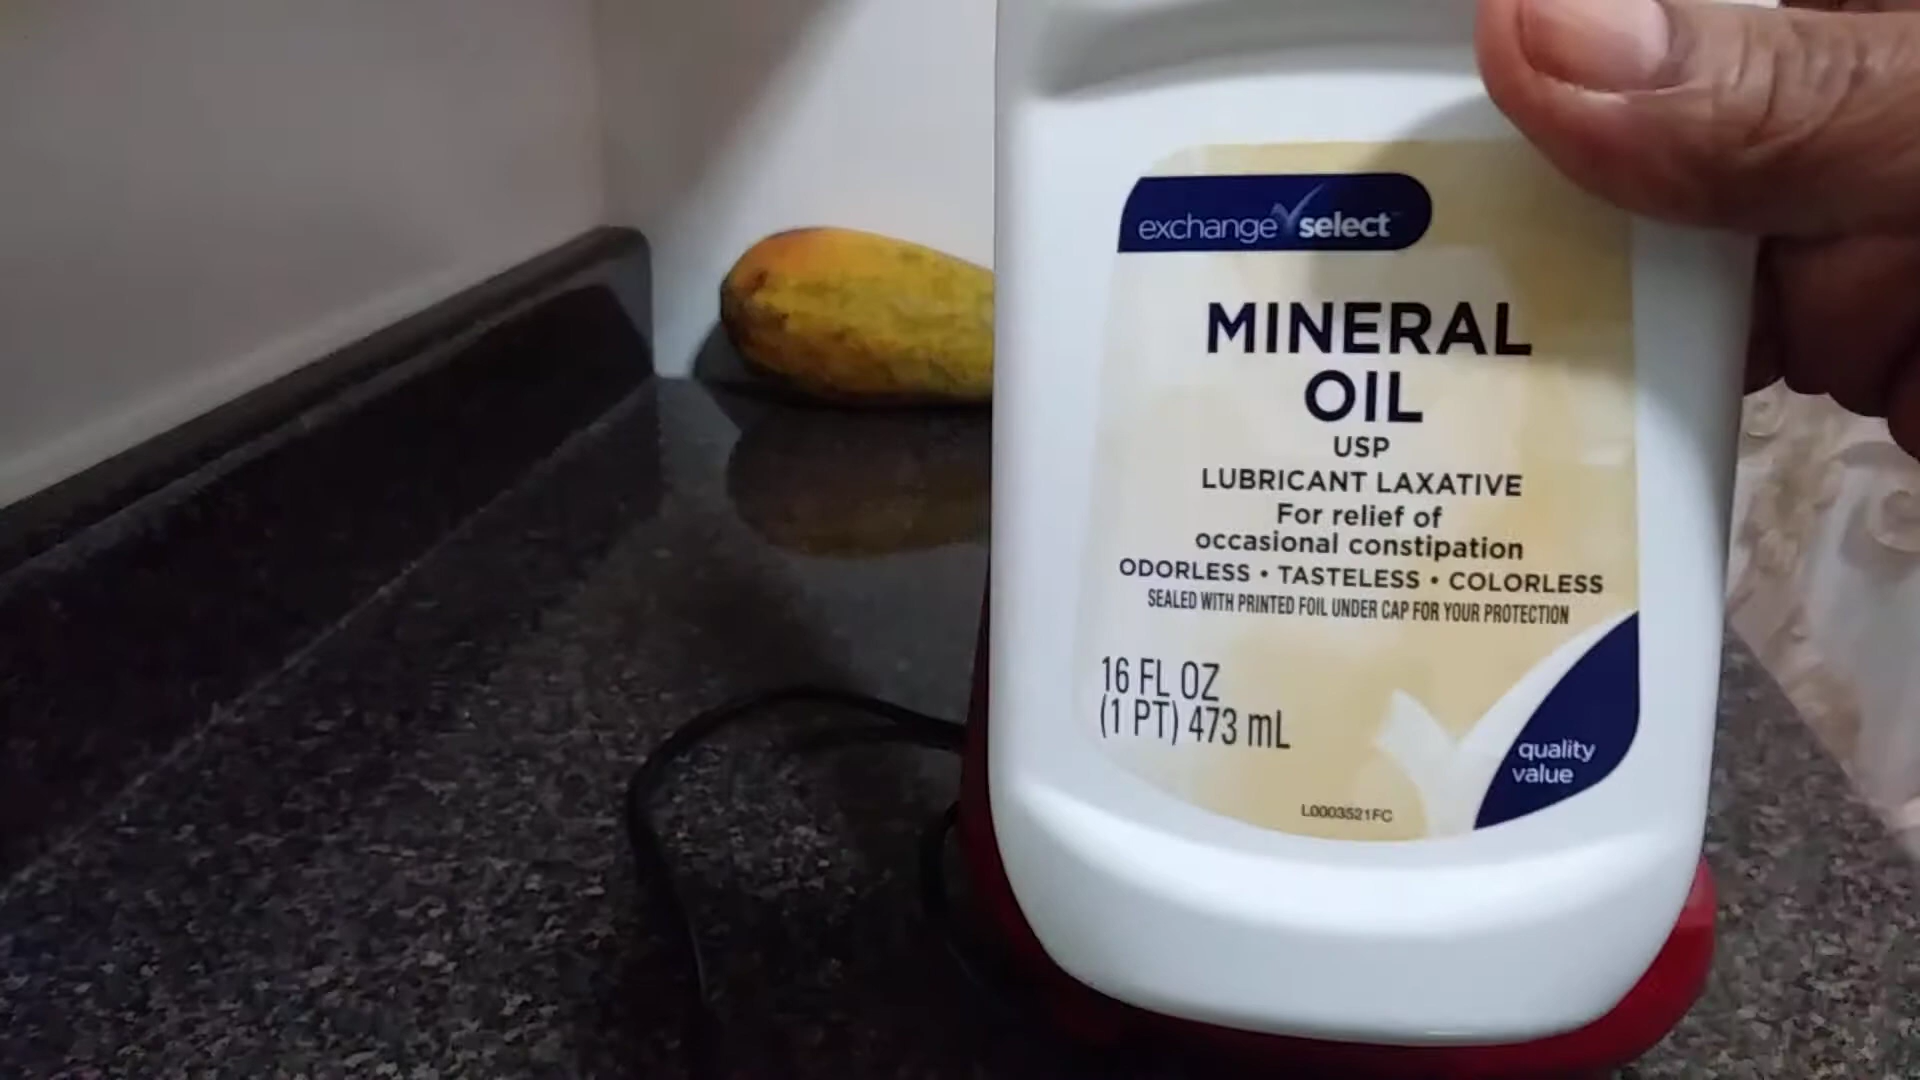 exchange select
MINERAL
OIL
USP
LUBRICANT LAXATIVE
For relief of
occasional constipation
ODORLESS • TASTELESS • COLORLESS
SEALED WITH PRINTED FOIL UNDER CAP FOR YOUR PROTECTION
16 FL OZ
(1 PT) 473 mL
quality
value
L0003521FC